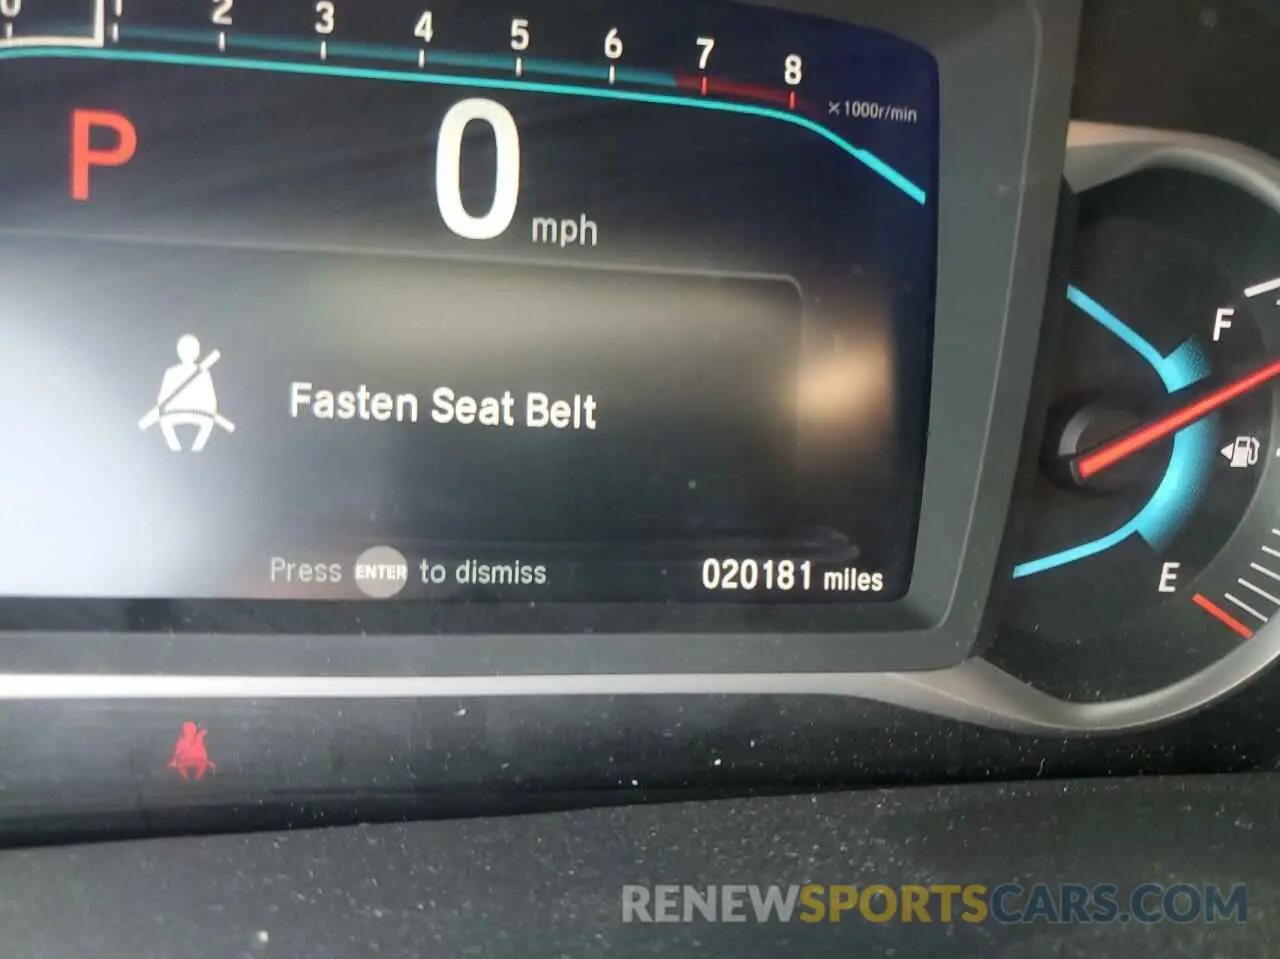 0 1 2 3 4 5 6 7 8
×1000r/min
P
0 mph
F
Fasten Seat Belt
Press ENTER to dismiss
020181 miles
E
RENEWSPORTSCARS.COM